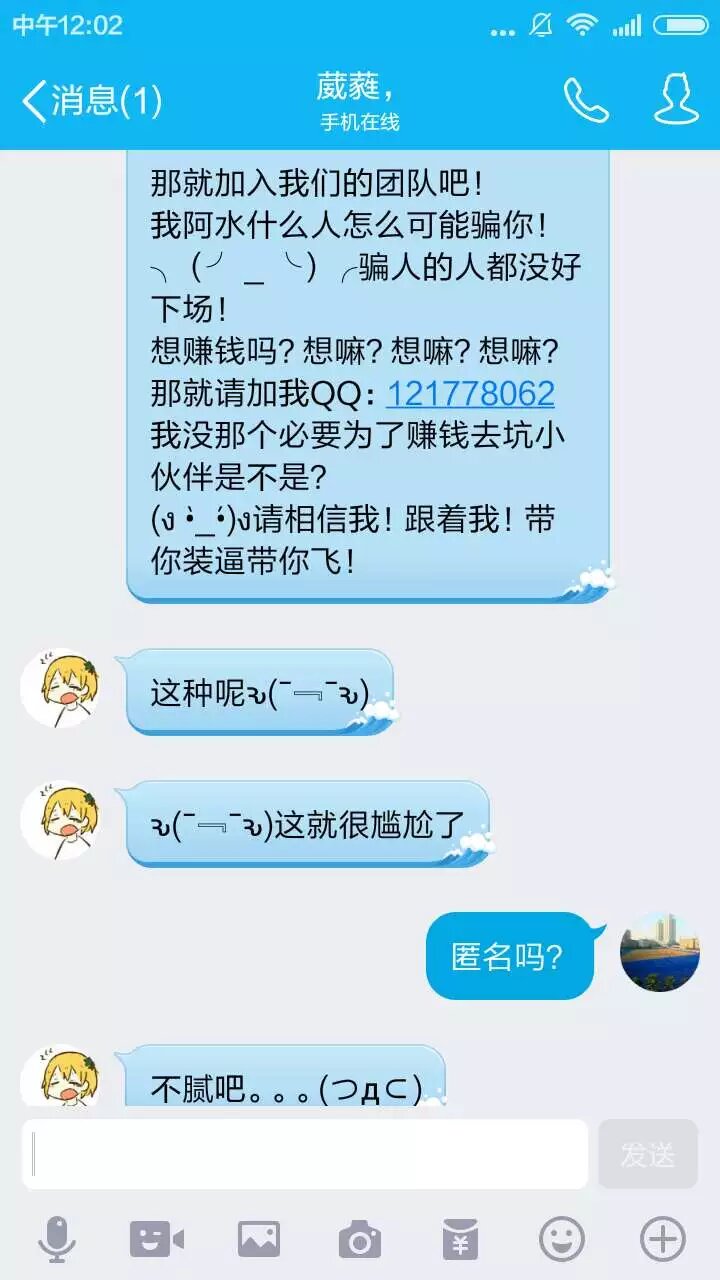 中午12:02
消息(1)
葳蕤，
手机在线
那就加入我们的团队吧！
我阿水什么人怎么可能骗你！
╮(╯_╰)╭骗人的人都没好
下场！
想赚钱吗？想嘛？想嘛？想嘛？
那就请加我QQ：121778062
我没那个必要为了赚钱去坑小
伙伴是不是？
(ง •̀_•́)ง请相信我！跟着我！带
你装逼带你飞！
这种呢ԅ(¯﹃¯ԅ)
ԅ(¯﹃¯ԅ)这就很尴尬了
匿名吗？
不腻吧。。。(つдㄷ)
发送